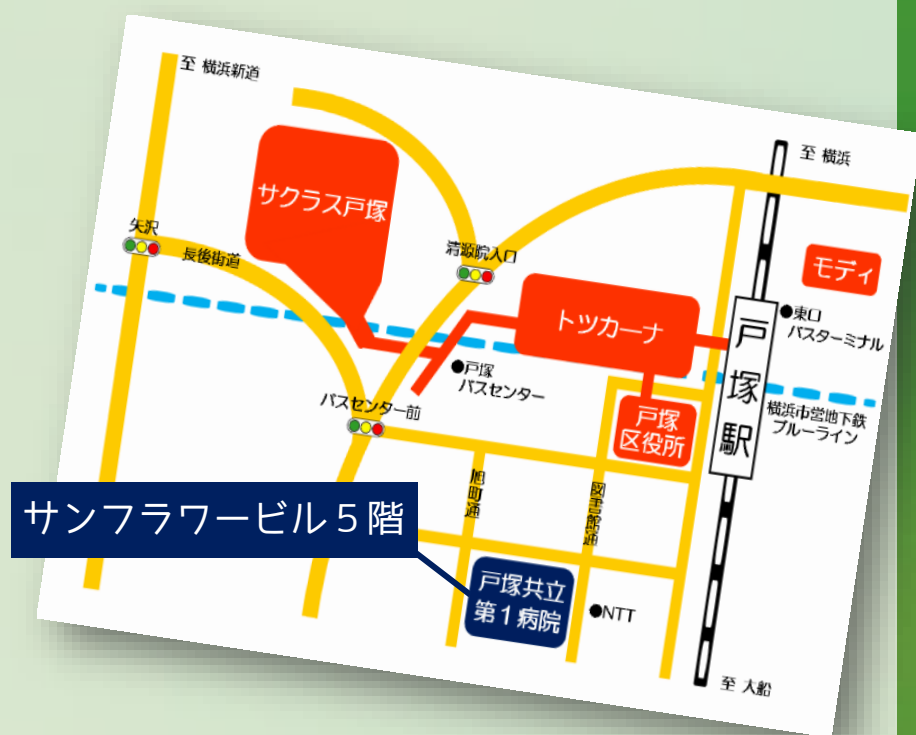 至 横浜新道
至 横浜
サクラス戸塚
矢沢
長後街道
清源院入口
モディ
トツカーナ
●東口
バスターミナル
戸塚駅
●戸塚
バスセンター
バスセンター前
戸塚
区役所
横浜市営地下鉄
ブルーライン
旭町通
図書館通
サンフラワービル5階
戸塚共立
第1病院
●NTT
至 大船